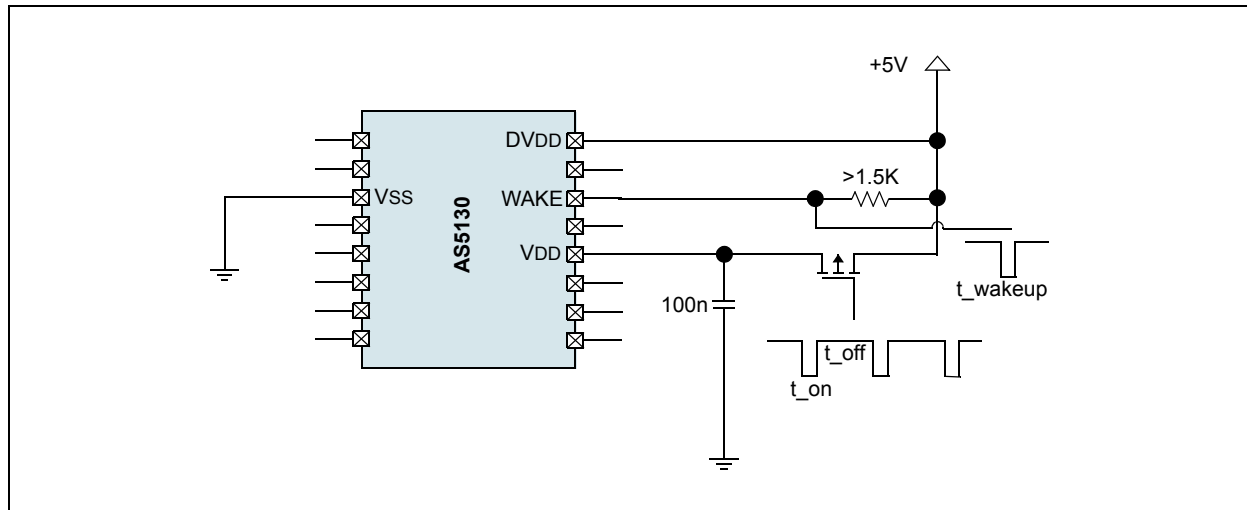 +5V
DVDD
>1.5K
VSS
WAKE
AS5130
VDD
100n
t_wakeup
t_off
t_on